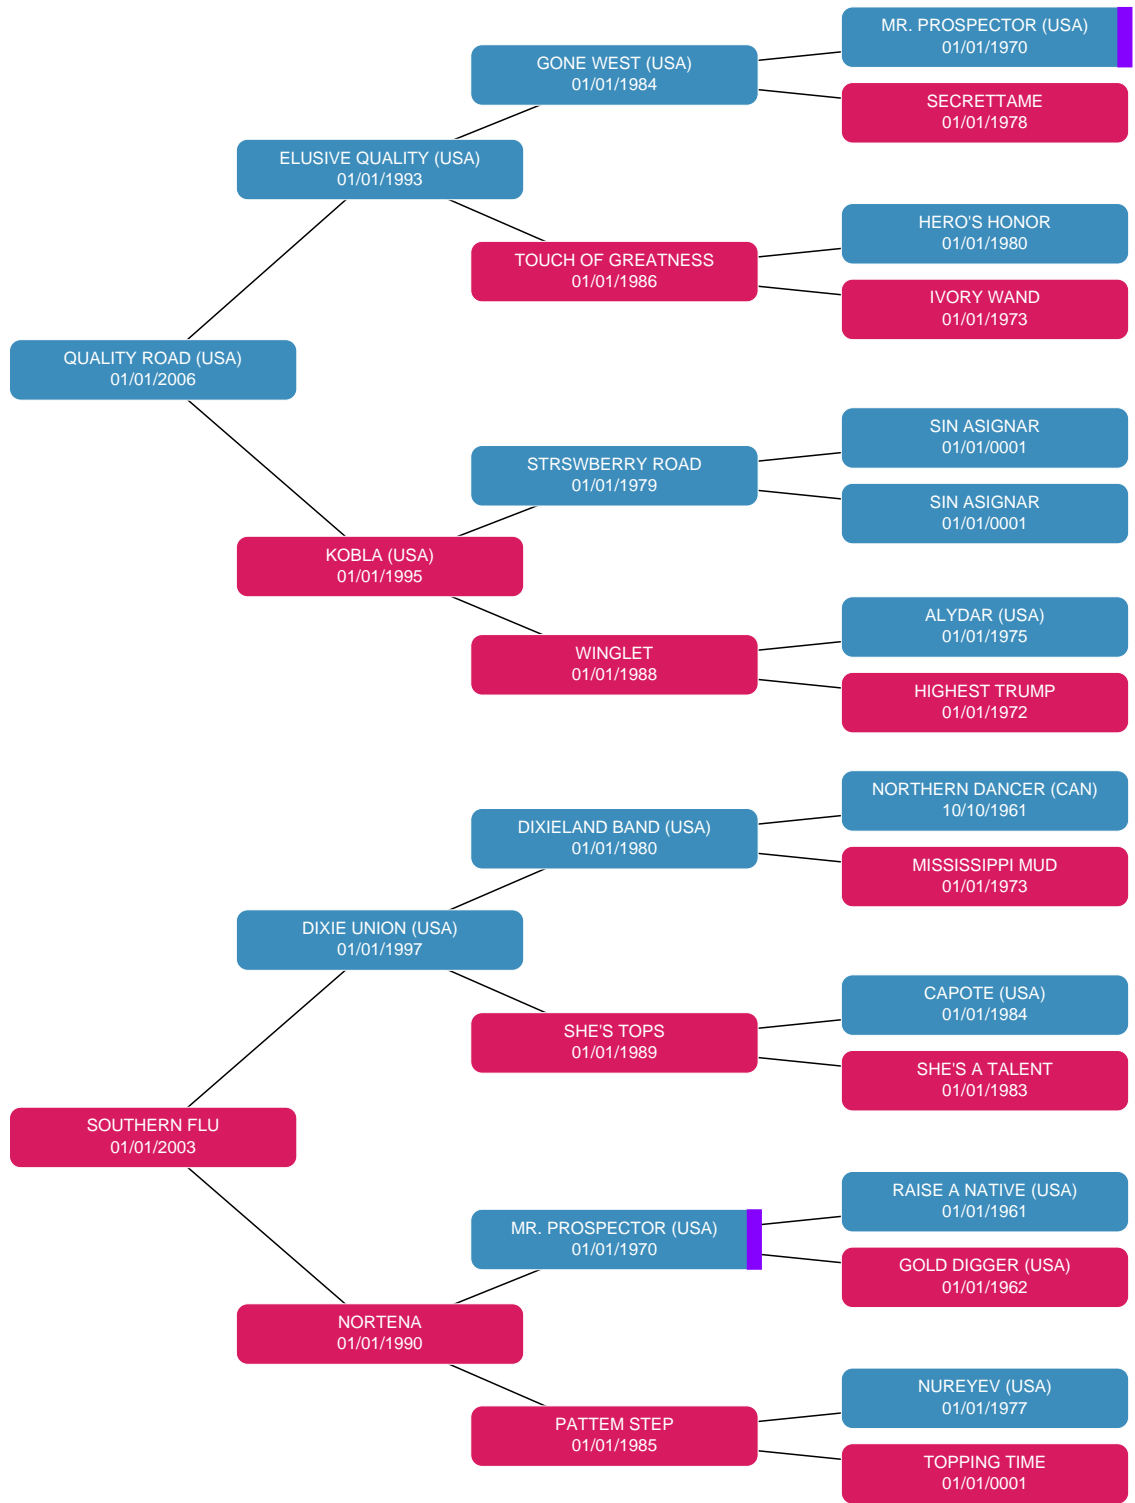 MR. PROSPECTOR (USA)
01/01/1970
GONE WEST (USA)
01/01/1984
SECRETTAME
01/01/1978
ELUSIVE QUALITY (USA)
01/01/1993
HERO'S HONOR
01/01/1980
TOUCH OF GREATNESS
01/01/1986
IVORY WAND
01/01/1973
QUALITY ROAD (USA)
01/01/2006
SIN ASIGNAR
01/01/0001
STRSWBERRY ROAD
01/01/1979
SIN ASIGNAR
01/01/0001
KOBLA (USA)
01/01/1995
ALYDAR (USA)
01/01/1975
WINGLET
01/01/1988
HIGHEST TRUMP
01/01/1972
NORTHERN DANCER (CAN)
10/10/1961
DIXIELAND BAND (USA)
01/01/1980
MISSISSIPPI MUD
01/01/1973
DIXIE UNION (USA)
01/01/1997
CAPOTE (USA)
01/01/1984
SHE'S TOPS
01/01/1989
SHE'S A TALENT
01/01/1983
SOUTHERN FLU
01/01/2003
RAISE A NATIVE (USA)
01/01/1961
MR. PROSPECTOR (USA)
01/01/1970
GOLD DIGGER (USA)
01/01/1962
NORTENA
01/01/1990
NUREYEV (USA)
01/01/1977
PATTEM STEP
01/01/1985
TOPPING TIME
01/01/0001